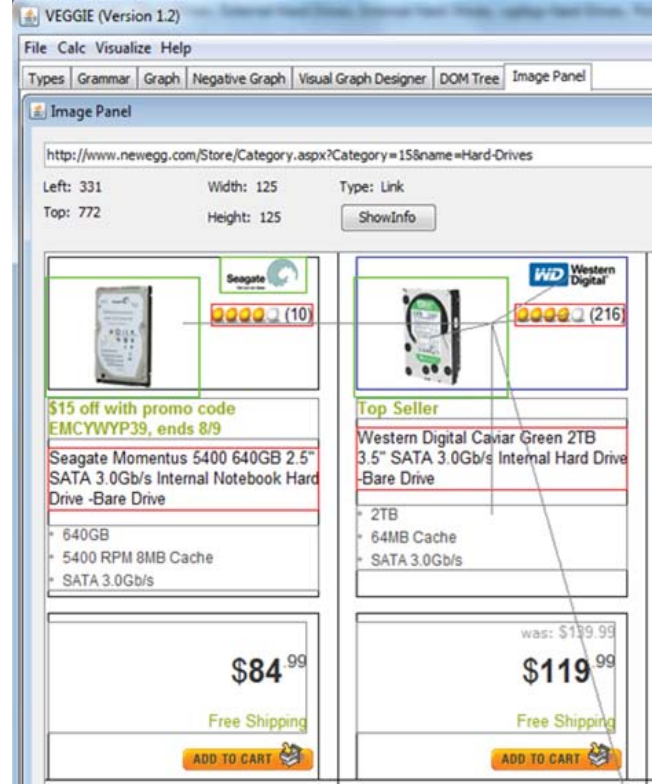 VEGGIE (Version 1.2)
File Calc Visualize Help
Types Grammar Graph Negative Graph Visual Graph Designer DOM Tree Image Panel
Image Panel
http://www.newegg.com/Store/Category.aspx?Category=15&name=Hard-Drives
Left: 331 Width: 125 Type: Link
Top: 772 Height: 125 ShowInfo
Seagate
(10)
$15 off with promo code
EMCYWYP39, ends 8/9
Seagate Momentus 5400 640GB 2.5"
SATA 3.0Gb/s Internal Notebook Hard
Drive -Bare Drive
640GB
5400 RPM 8MB Cache
SATA 3.0Gb/s
$84.99
Free Shipping
ADD TO CART
WD Western
Digital
(216)
Top Seller
Western Digital Caviar Green 2TB
3.5" SATA 3.0Gb/s Internal Hard Drive
-Bare Drive
2TB
64MB Cache
SATA 3.0Gb/s
was: $139.99
$119.99
Free Shipping
ADD TO CART